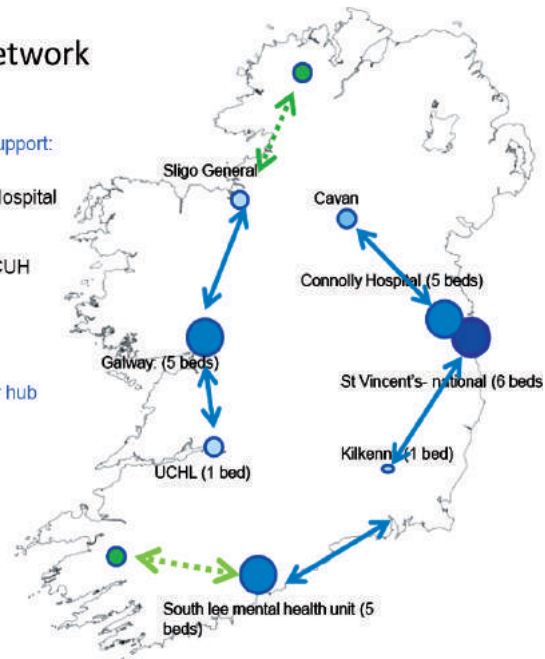 etwork
upport:
ospital
CUH
hub
Sligo General
Cavan
Connolly Hospital (5 beds)
Galway: (5 beds)
St Vincent's- national (6 beds
Kilkenny (1 bed)
UCHL (1 bed)
South lee mental health unit (5
beds)